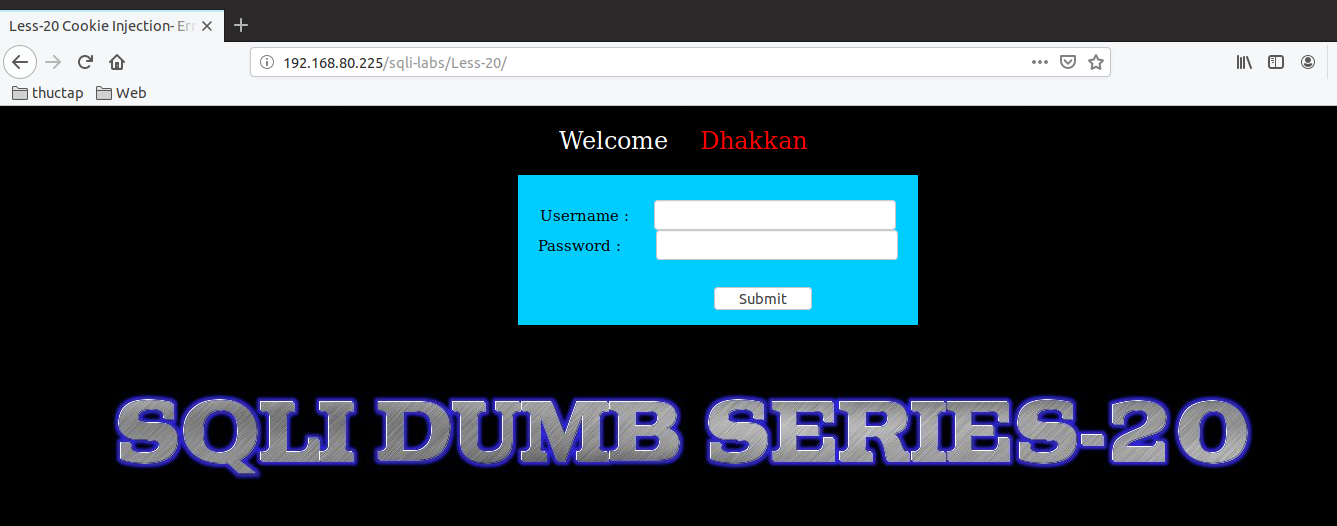 Less-20 Cookie Injection- Err
192.168.80.225/sqli-labs/Less-20/
thuctap Web
Welcome Dhakkan
Username :
Password :
Submit
SQLI DUMB SERIES-20